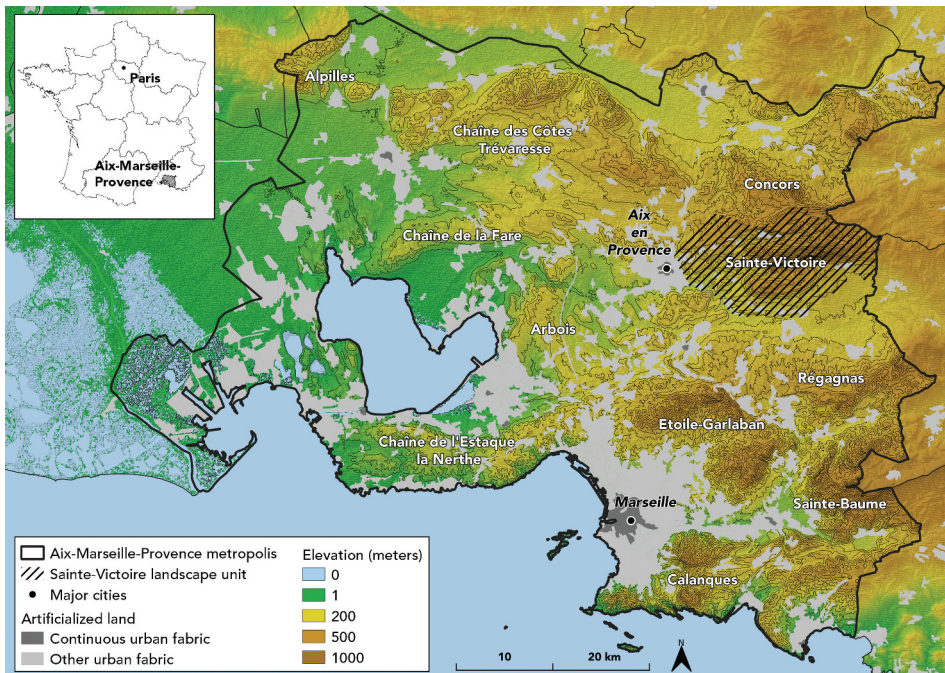 Paris
Aix-Marseille-
Provence
Alpilles
Chaîne des Côtes
Trévaresse
Concors
Aix
en
Provence
Chaîne de la Fare
Sainte-Victoire
Arbois
Régagnas
Etoile-Garlaban
Chaîne de l'Estaque
la Nerthe
Sainte-Baume
Marseille
Calanques
Aix-Marseille-Provence metropolis
Sainte-Victoire landscape unit
Major cities
Artificialized land
Continuous urban fabric
Other urban fabric
Elevation (meters)
0
1
200
500
1000
10 20 km
N